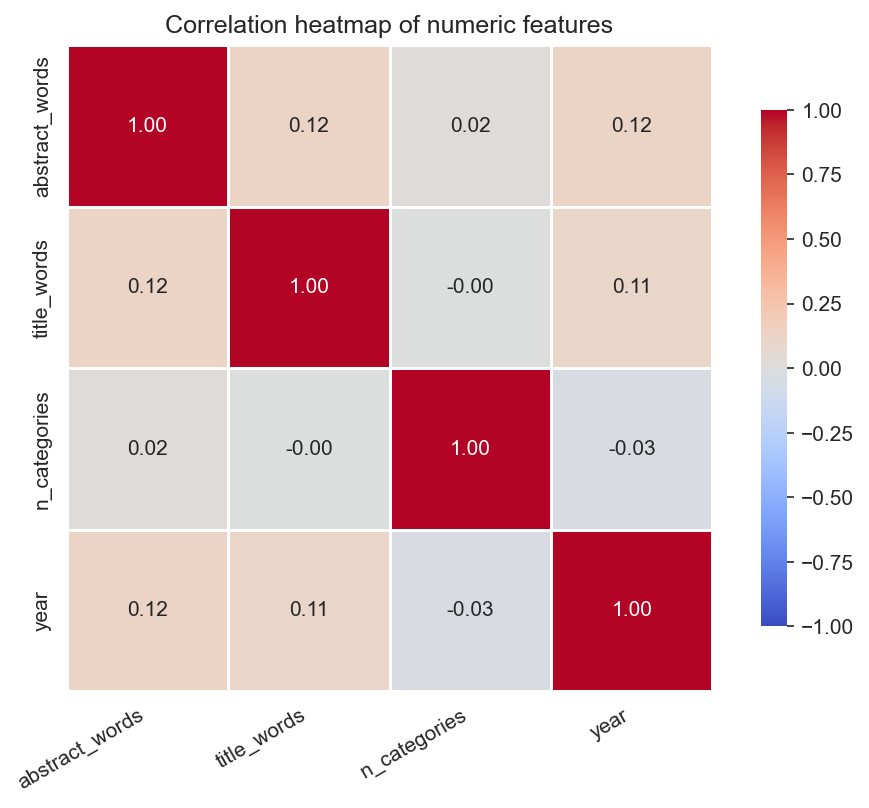 Correlation heatmap of numeric features
abstract_words
1.00
0.12
0.02
0.12
title_words
0.12
1.00
-0.00
0.11
n_categories
0.02
-0.00
1.00
-0.03
year
0.12
0.11
-0.03
1.00
abstract_words
title_words
n_categories
year
1.00
0.75
0.50
0.25
0.00
−0.25
−0.50
−0.75
−1.00